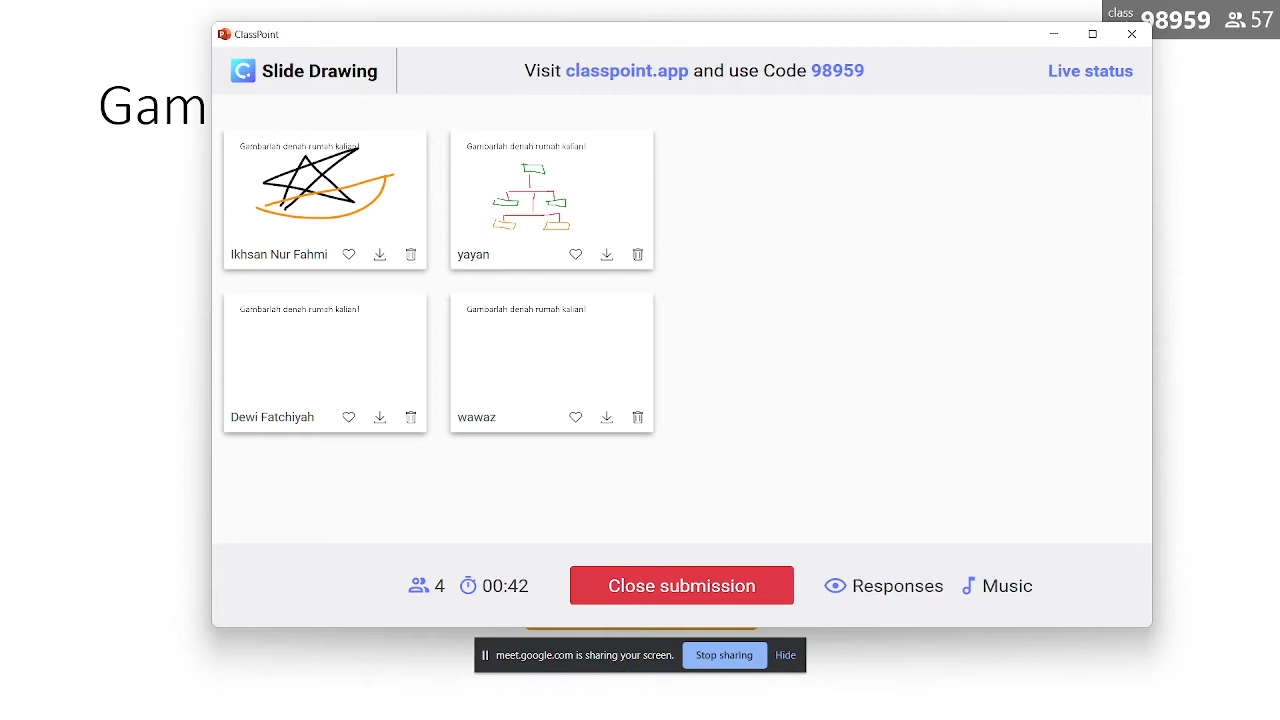 class 98959 57
ClassPoint
C. Slide Drawing
Visit classpoint.app and use Code 98959
Live status
Gam
Gambarlah denah rumah kalian!
Ikhsan Nur Fahmi
Gambarlah denah rumah kalian!
yayan
Gambarlah denah rumah kalian!
Dewi Fatchiyah
Gambarlah denah rumah kalian!
wawaz
4 00:42
Close submission
Responses
Music
meet.google.com is sharing your screen. Stop sharing Hide